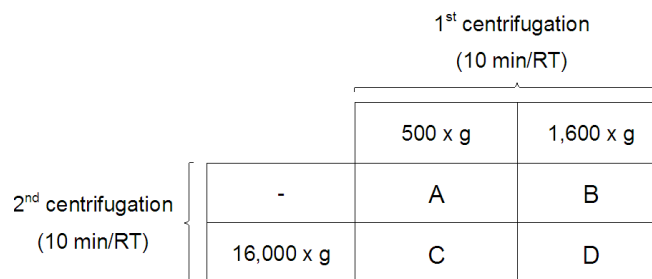 1st centrifugation
(10 min/RT)
500 x g 1,600 x g
2nd centrifugation
(10 min/RT)
- A B
16,000 x g C D